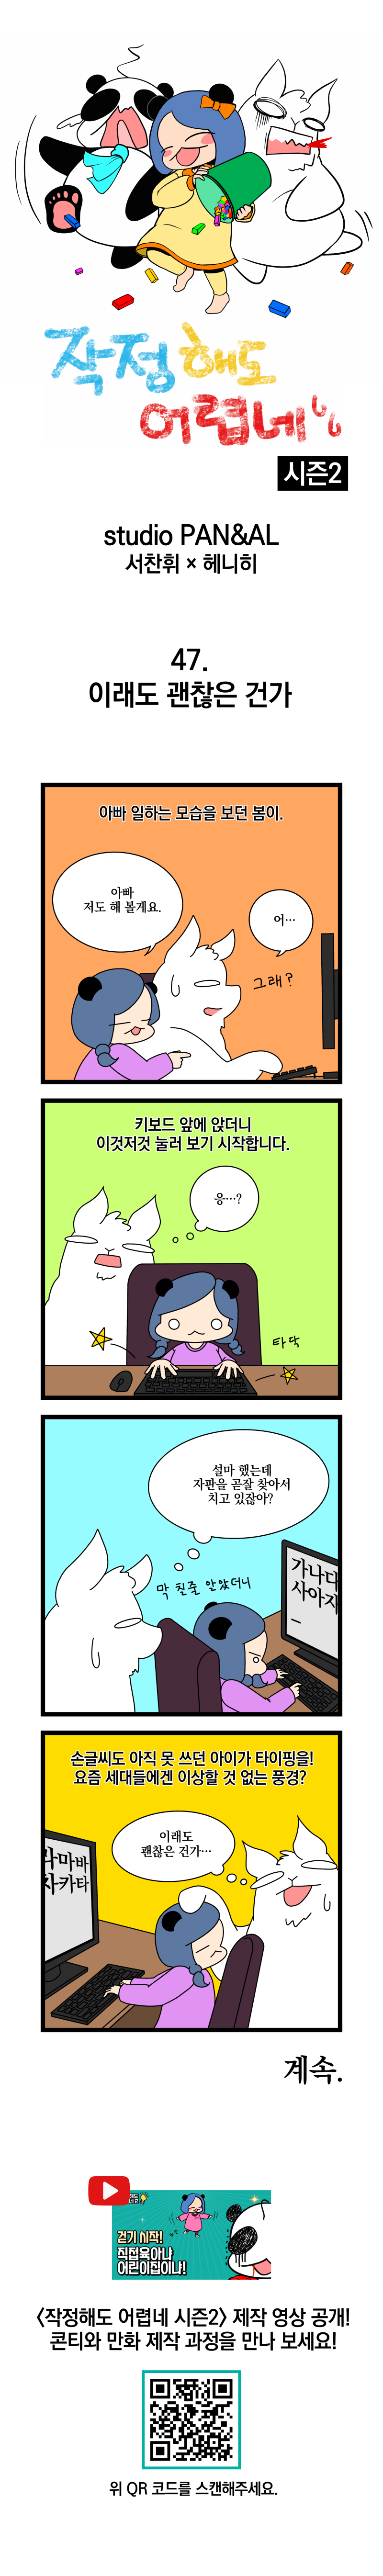 작정해도
어렵네
시즌2
studio PAN&AL
서찬휘 × 헤니히
47.
이래도 괜찮은 건가
아빠 일하는 모습을 보던 봄이.
아빠
저도 해 볼게요.
어…
그래?
키보드 앞에 앉더니
이것저것 눌러 보기 시작합니다.
응…?
타닥
설마 했는데
자판을 곧잘 찾아서
치고 있잖아?
막 칠줄 알았더니
가나다
사아자
손글씨도 아직 못 쓰던 아이가 타이핑을!
요즘 세대들에겐 이상할 것 없는 풍경?
이래도
괜찮은 건가…
라마바
차카타
계속.
걷기 시작!
직접육아냐
어린이집이냐!
<작정해도 어렵네 시즌2> 제작 영상 공개!
콘티와 만화 제작 과정을 만나 보세요!
위 QR 코드를 스캔해주세요.